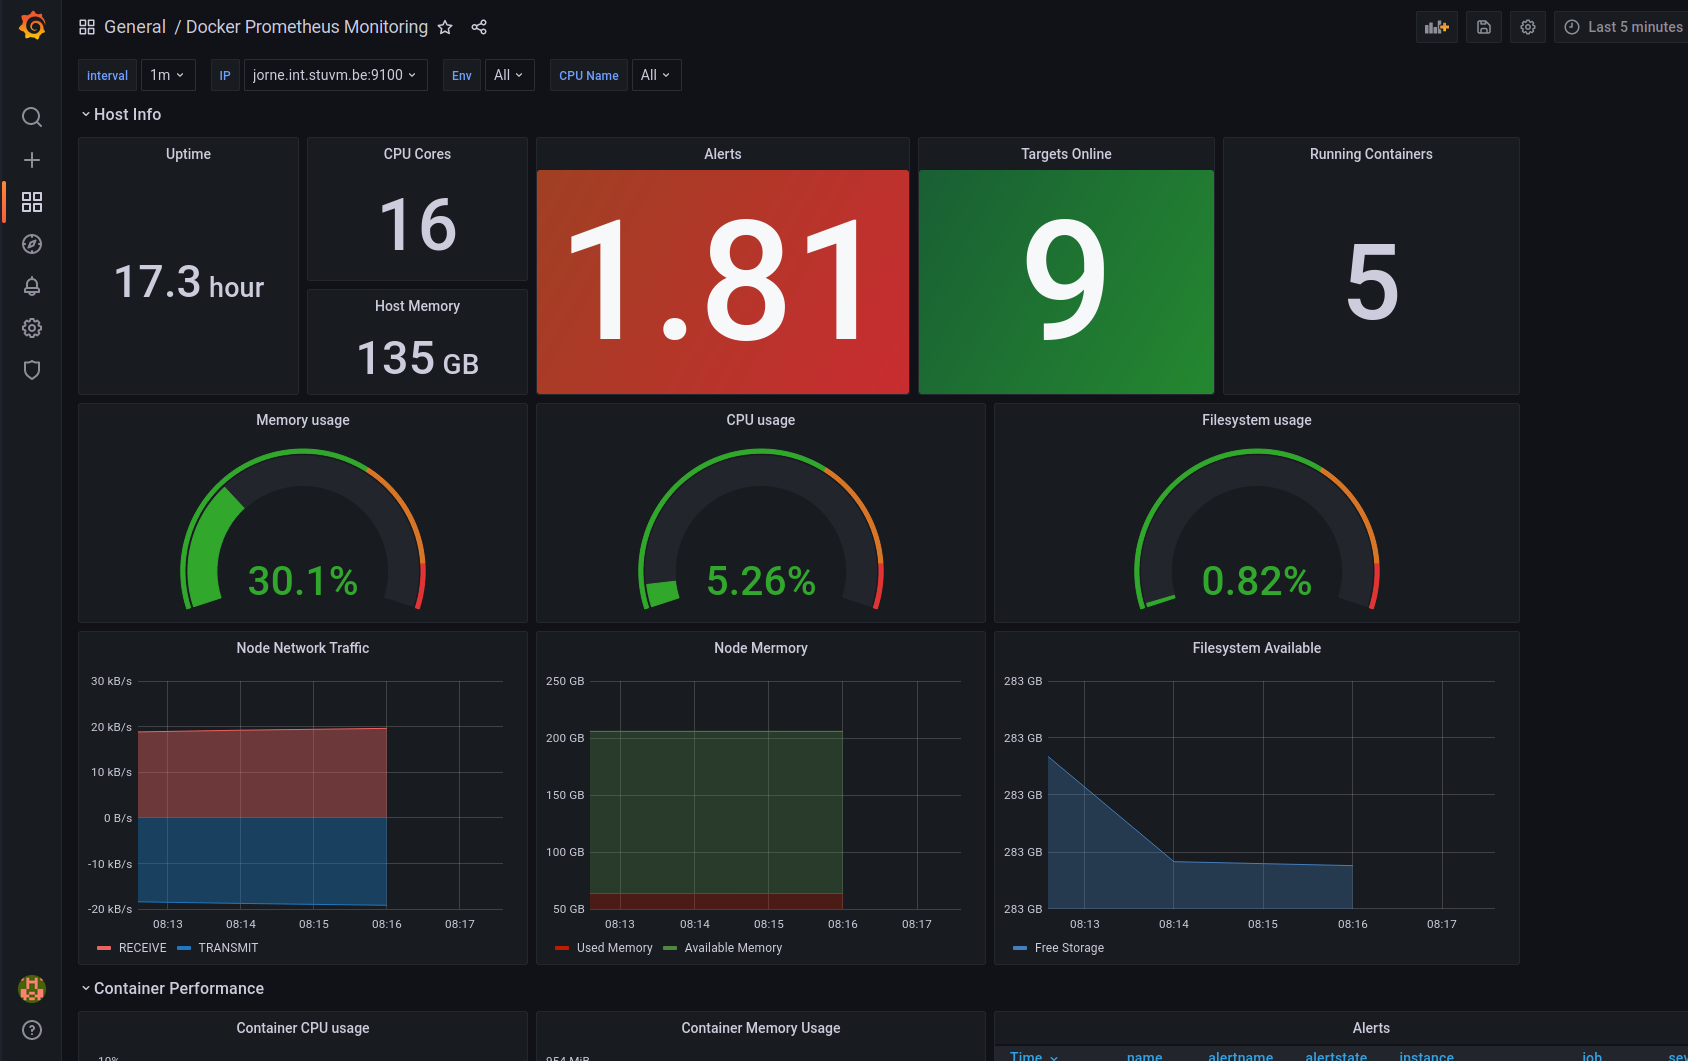 General / Docker Prometheus Monitoring
Last 5 minutes
interval 1m IP jorne.int.stuvm.be:9100 Env All CPU Name All
Host Info
Uptime
17.3 hour
CPU Cores
16
Host Memory
135 GB
Alerts
1.81
Targets Online
9
Running Containers
5
Memory usage
30.1%
CPU usage
5.26%
Filesystem usage
0.82%
Node Network Traffic
30 kB/s
20 kB/s
10 kB/s
0 B/s
-10 kB/s
-20 kB/s
08:13 08:14 08:15 08:16 08:17
RECEIVE TRANSMIT
Node Mermory
250 GB
200 GB
150 GB
100 GB
50 GB
08:13 08:14 08:15 08:16 08:17
Used Memory Available Memory
Filesystem Available
283 GB
283 GB
283 GB
283 GB
283 GB
08:13 08:14 08:15 08:16 08:17
Free Storage
Container Performance
Container CPU usage
10%
Container Memory Usage
954 MiB
Alerts
Time name alertname alertstate instance job sev